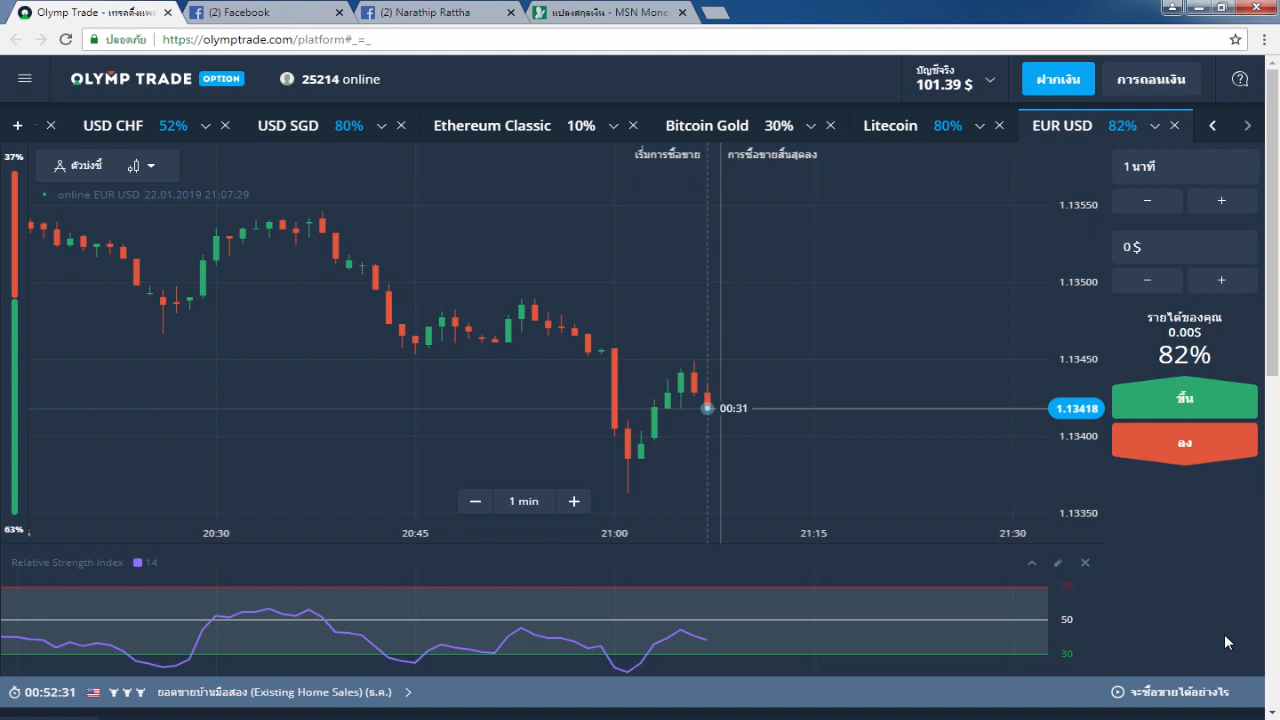 Olymp Trade - เทรดดิ้งแพ
(2) Facebook
(2) Narathip Rattha
แปลงสกุลเงิน - MSN Mone
ปลอดภัย
https://olymptrade.com/platform#_=_
OLYMP TRADE OPTION
25214 online
บัญชีจริง
101.39 $
ฝากเงิน
การถอนเงิน
USD CHF 52%
USD SGD 80%
Ethereum Classic 10%
Bitcoin Gold 30%
Litecoin 80%
EUR USD 82%
37%
ตัวบ่งชี้
เริ่มการซื้อขาย
การซื้อขายสิ้นสุดลง
1 นาที
online EUR USD 22.01.2019 21:07:29
1.13550
0 $
1.13500
รายได้ของคุณ
0.00$
82%
1.13450
ขึ้น
00:31
1.13418
1.13400
ลง
1 min
1.13350
63%
20:30
20:45
21:00
21:15
21:30
Relative Strength Index 14
70
50
30
00:52:31
ยอดขายบ้านมือสอง (Existing Home Sales) (ธ.ค.)
จะซื้อขายได้อย่างไร